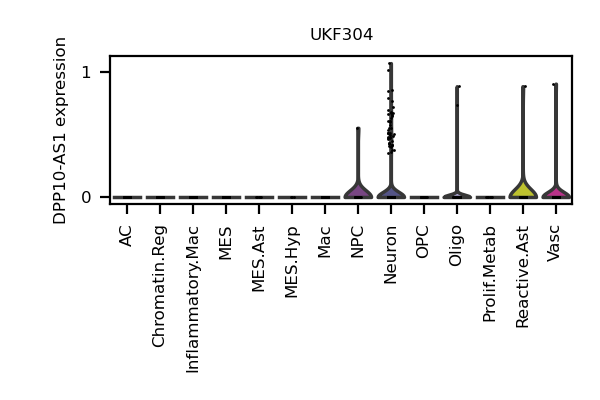 UKF304
DPP10-AS1 expression
1
0
AC
Chromatin.Reg
Inflammatory.Mac
MES
MES.Ast
MES.Hyp
Mac
NPC
Neuron
OPC
Oligo
Prolif.Metab
Reactive.Ast
Vasc